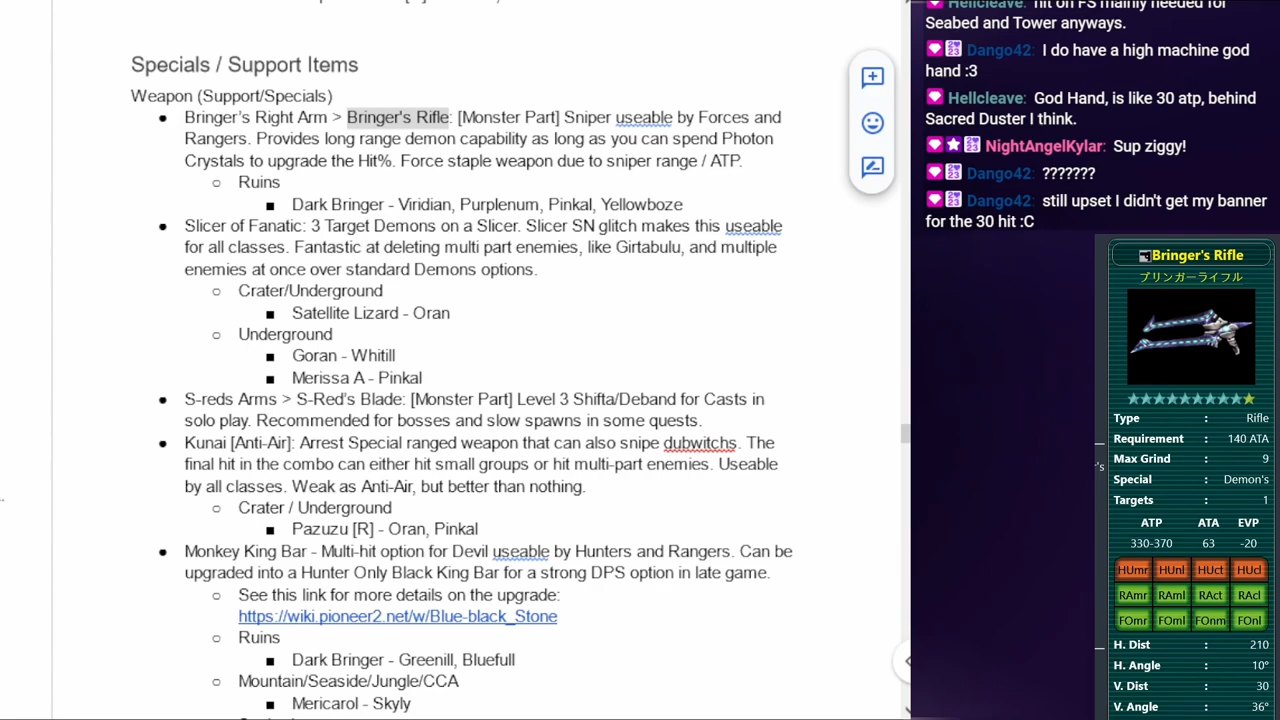 Specials / Support Items
Weapon (Support/Specials)
● Bringer's Right Arm > Bringer's Rifle: [Monster Part] Sniper useable by Forces and
Rangers. Provides long range demon capability as long as you can spend Photon
Crystals to upgrade the Hit%. Force staple weapon due to sniper range / ATP.
○ Ruins
■ Dark Bringer - Viridian, Purplenum, Pinkal, Yellowboze
● Slicer of Fanatic: 3 Target Demons on a Slicer. Slicer SN glitch makes this useable
for all classes. Fantastic at deleting multi part enemies, like Girtabulu, and multiple
enemies at once over standard Demons options.
○ Crater/Underground
■ Satellite Lizard - Oran
○ Underground
■ Goran - Whitill
■ Merissa A - Pinkal
● S-reds Arms > S-Red's Blade: [Monster Part] Level 3 Shifta/Deband for Casts in
solo play. Recommended for bosses and slow spawns in some quests.
● Kunai [Anti-Air]: Arrest Special ranged weapon that can also snipe dubwitchs. The
final hit in the combo can either hit small groups or hit multi-part enemies. Useable
by all classes. Weak as Anti-Air, but better than nothing.
○ Crater / Underground
■ Pazuzu [R] - Oran, Pinkal
● Monkey King Bar - Multi-hit option for Devil useable by Hunters and Rangers. Can be
upgraded into a Hunter Only Black King Bar for a strong DPS option in late game.
○ See this link for more details on the upgrade:
https://wiki.pioneer2.net/w/Blue-black_Stone
○ Ruins
■ Dark Bringer - Greenill, Bluefull
○ Mountain/Seaside/Jungle/CCA
■ Mericarol - Skyly
Hellcleave: hit on FS mainly needed for
Seabed and Tower anyways.
Dango42: I do have a high machine god
hand :3
Hellcleave: God Hand, is like 30 atp, behind
Sacred Duster I think.
NightAngelKylar: Sup ziggy!
Dango42: ???????
Dango42: still upset I didn't get my banner
for the 30 hit :C
Bringer's Rifle
ブリンガーライフル
Type : Rifle
Requirement : 140 ATA
Max Grind : 9
Special : Demon's
Targets : 1
ATP ATA EVP
330-370 63 -20
HUmr HUnl HUct HUcl
RAmr RAml RAct RAcl
FOmr FOml FOnm FOnl
H. Dist : 210
H. Angle : 10°
V. Dist : 30
V. Angle : 36°